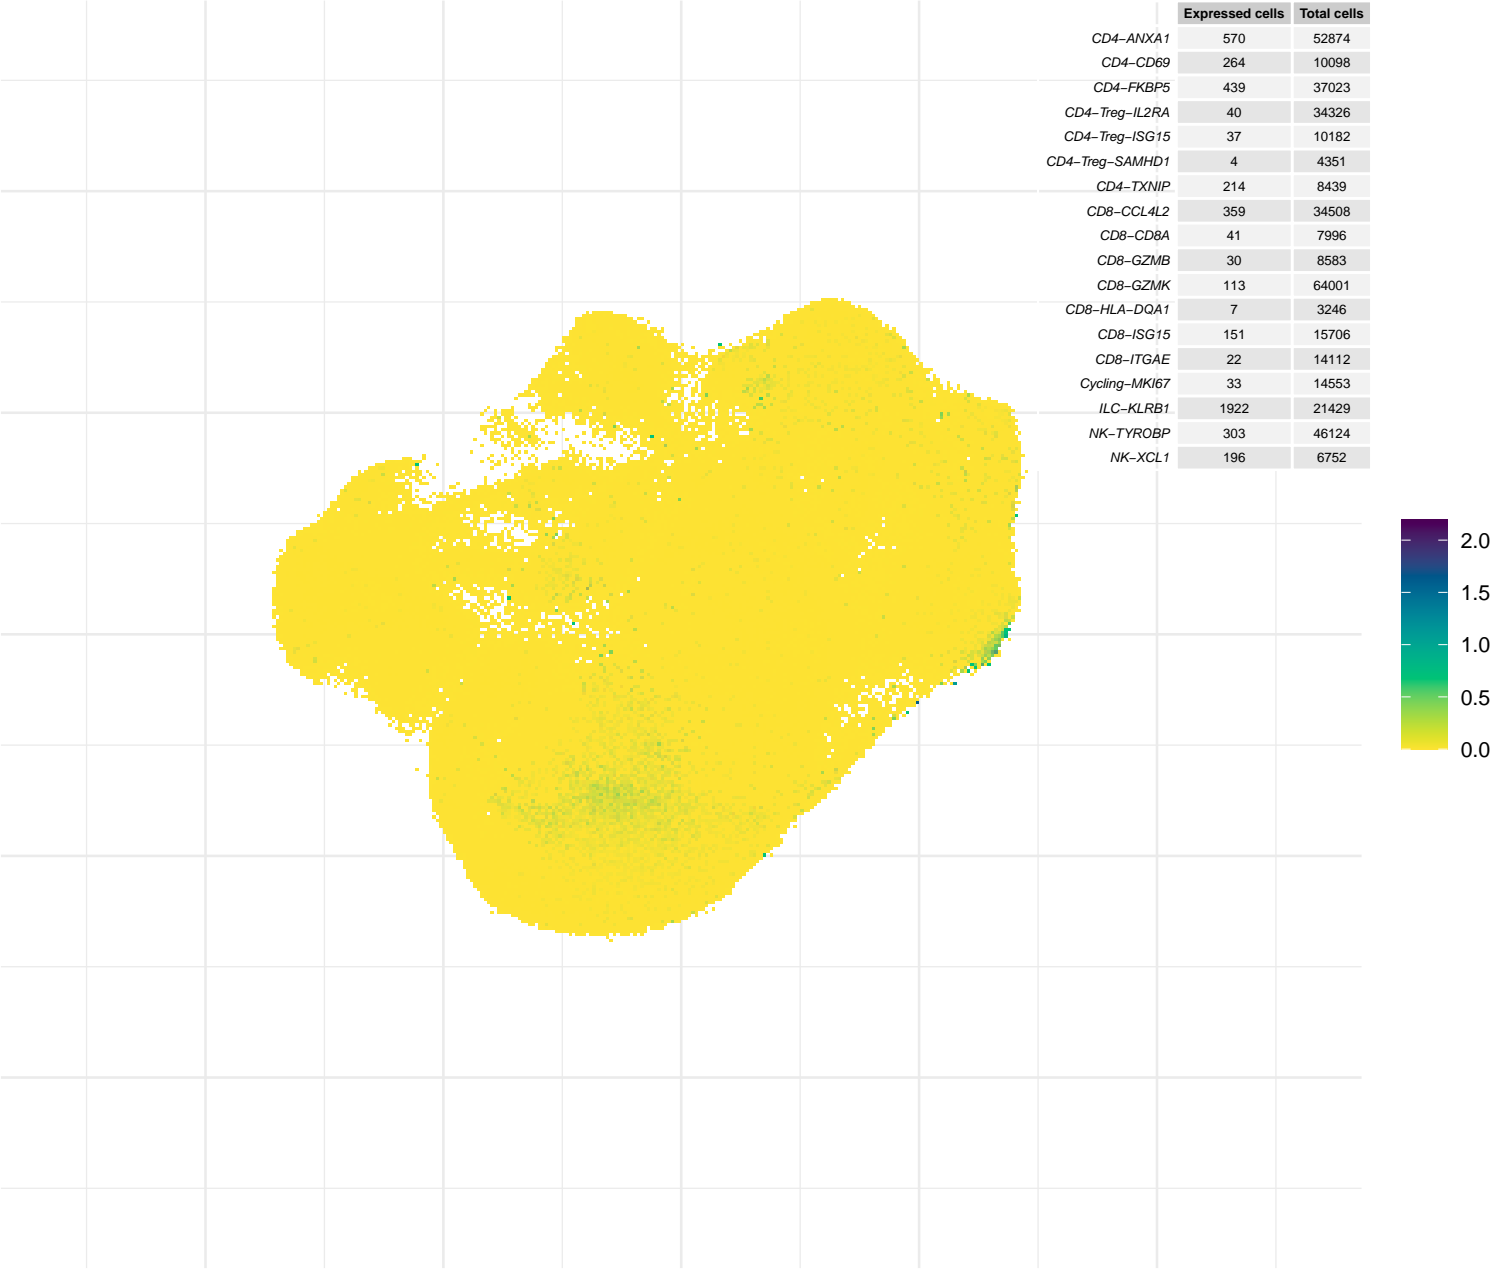 Expressed cells Total cells
CD4−ANXA1 570 52874
CD4−CD69 264 10098
CD4−FKBP5 439 37023
CD4−Treg−IL2RA 40 34326
CD4−Treg−ISG15 37 10182
CD4−Treg−SAMHD1 4 4351
CD4−TXNIP 214 8439
CD8−CCL4L2 359 34508
CD8−CD8A 41 7996
CD8−GZMB 30 8583
CD8−GZMK 113 64001
CD8−HLA−DQA1 7 3246
CD8−ISG15 151 15706
CD8−ITGAE 22 14112
Cycling−MKI67 33 14553
ILC−KLRB1 1922 21429
NK−TYROBP 303 46124
NK−XCL1 196 6752
2.0
1.5
1.0
0.5
0.0